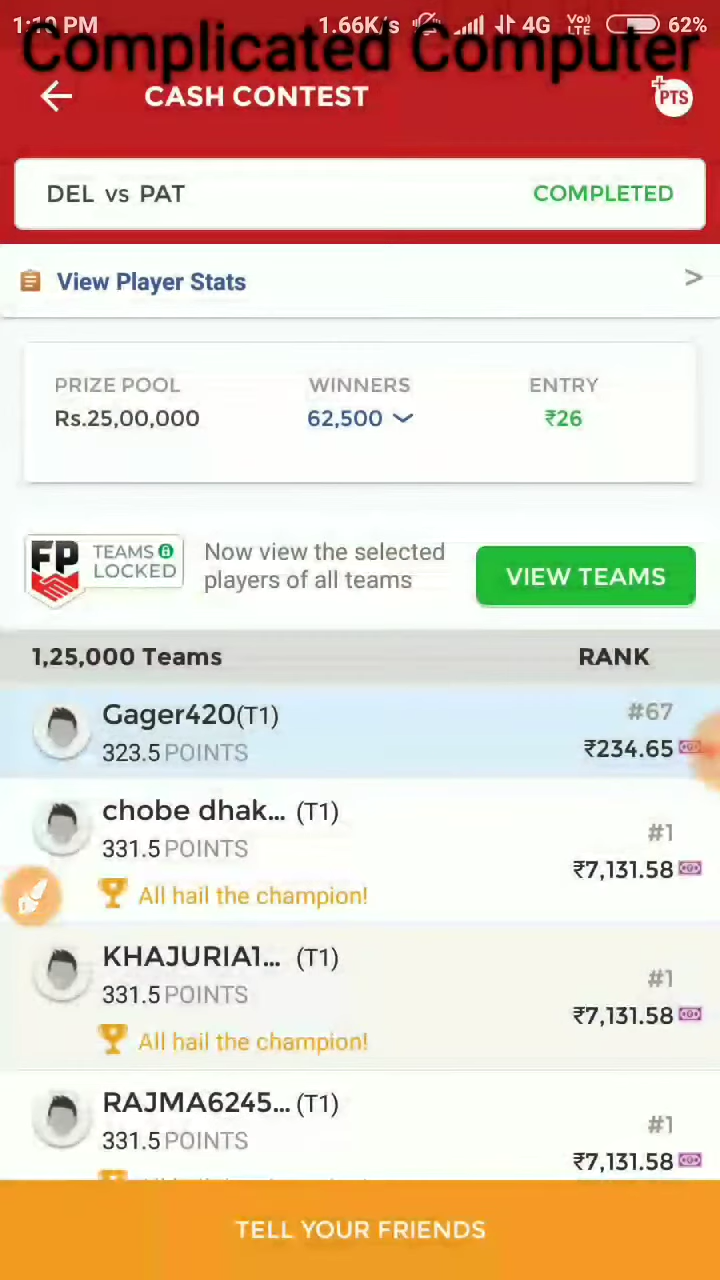 1:10 PM 1.66K/s 4G Vo) LTE 62%
Complicated Computer
CASH CONTEST
PTS
DEL vs PAT COMPLETED
View Player Stats >
PRIZE POOL WINNERS ENTRY
Rs.25,00,000 62,500 ₹26
FP TEAMS LOCKED
Now view the selected
players of all teams
VIEW TEAMS
1,25,000 Teams RANK
Gager420(T1) #67
323.5 POINTS ₹234.65
chobe dhak... (T1) #1
331.5 POINTS ₹7,131.58
All hail the champion!
KHAJURIA1... (T1) #1
331.5 POINTS ₹7,131.58
All hail the champion!
RAJMA6245... (T1) #1
331.5 POINTS ₹7,131.58
TELL YOUR FRIENDS